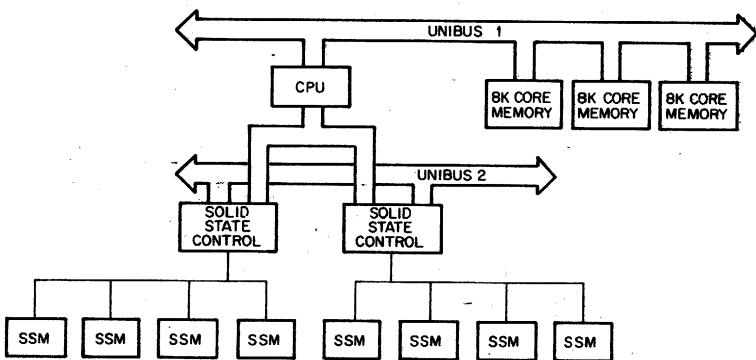 UNIBUS 1
CPU
8K CORE
MEMORY
8K CORE
MEMORY
8K CORE
MEMORY
UNIBUS 2
SOLID
STATE
CONTROL
SOLID
STATE
CONTROL
SSM
SSM
SSM
SSM
SSM
SSM
SSM
SSM